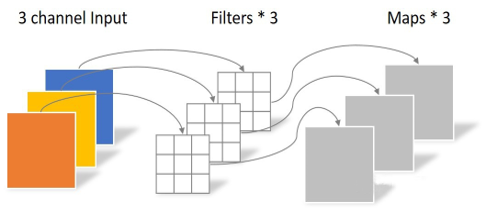 3 channel Input
Filters * 3
Maps * 3